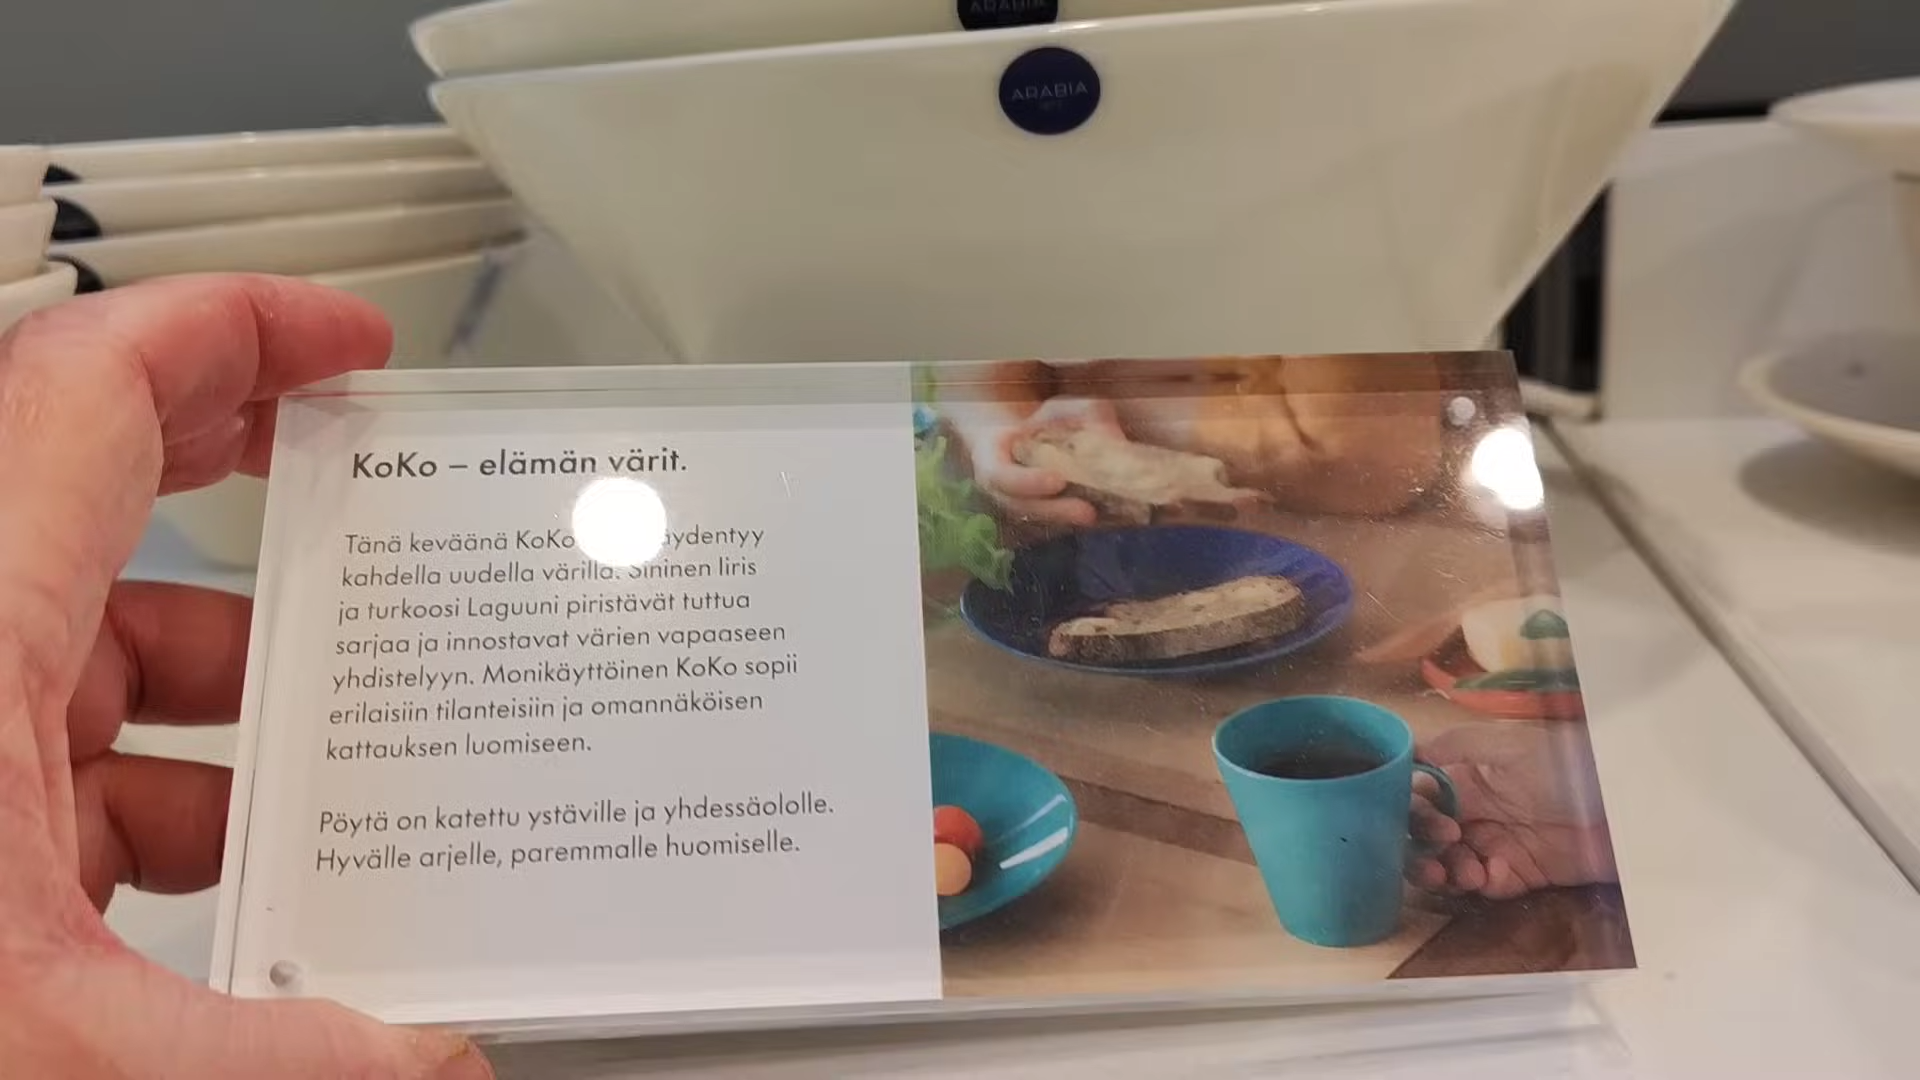 ARABIA
ARABIA
KoKo – elämän värit.
Tänä keväänä KoKo
kahdella uudella värillä. Sininen Iiris
ja turkoosi Laguuni piristävät tuttua
sarjaa ja innostavat värien vapaaseen
yhdistelyyn. Monikäyttöinen KoKo sopii
erilaisiin tilanteisiin ja omannäköisen
kattauksen luomiseen.
Pöytä on katettu ystäville ja yhdessäololle.
Hyvälle arjelle, paremmalle huomiselle.